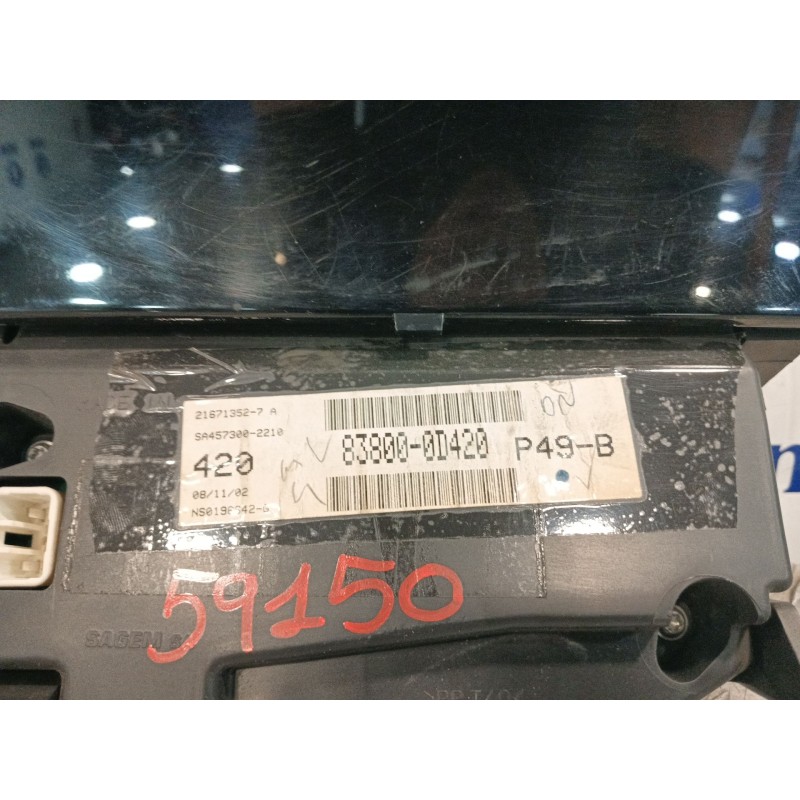 21671352-7 A
SA457300-2210
420
08/11/02
83800-0D420
P49-B
59150
SAGEM